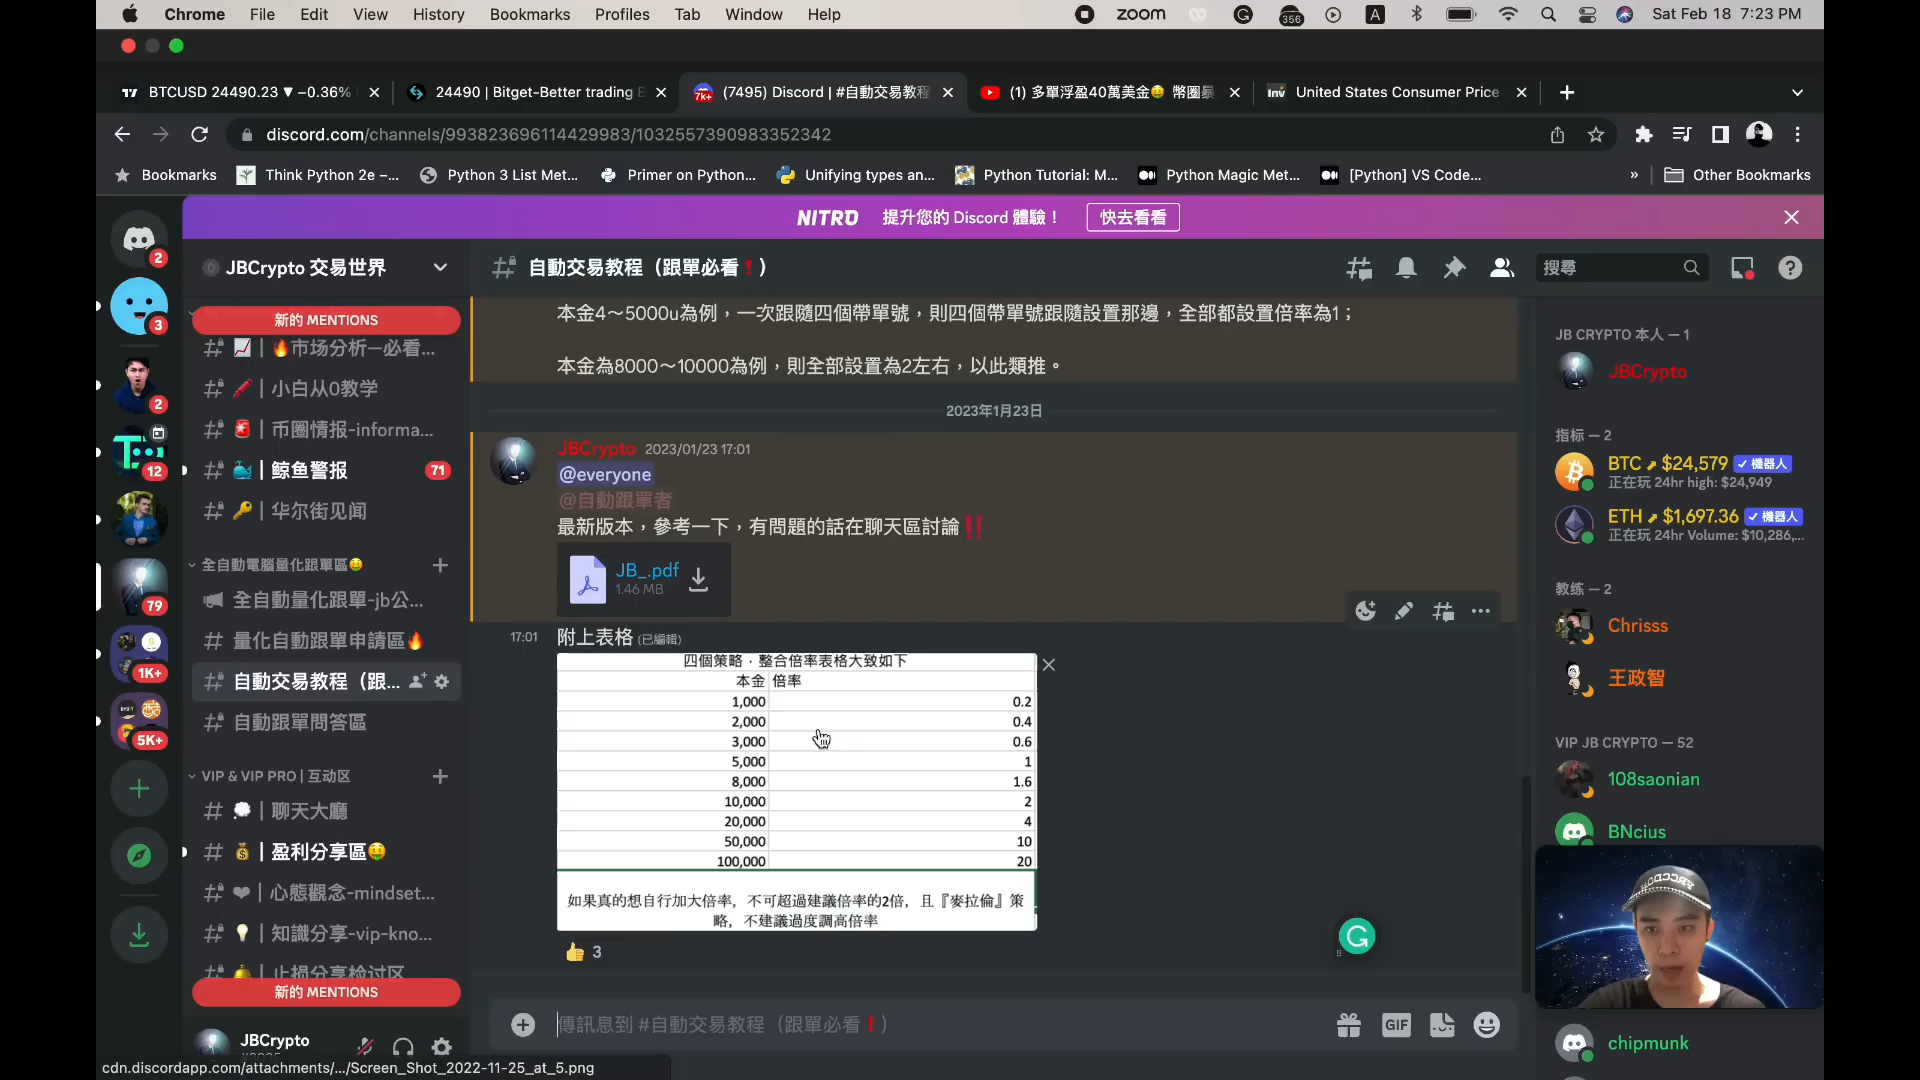 Chrome File Edit View History Bookmarks Profiles Tab Window Help zoom 356 A Sat Feb 18 7:23 PM
BTCUSD 24490.23 ▼ −0.36% 24490 | Bitget-Better trading (7495) Discord | #自動交易教程 (1) 多單浮盈40萬美金🤑 幣圈暴 Inv United States Consumer Price
discord.com/channels/993823696114429983/1032557390983352342
Bookmarks Think Python 2e –... Python 3 List Met... Primer on Python... Unifying types an... Python Tutorial: M... Python Magic Met... [Python] VS Code... » Other Bookmarks
NITRO 提升您的 Discord 體驗！ 快去看看
JBCrypto 交易世界
新的 MENTIONS
📈 | 🔥市场分析—必看...
🧨 | 小白从0教学
🚨 | 币圈情报-informa...
🐳 | 鲸鱼警报 71
🔑 | 华尔街见闻
全自動電腦量化跟單區🤑
全自動量化跟單-jb公...
量化自動跟單申請區🔥
自動交易教程（跟...
自動跟單問答區
VIP & VIP PRO | 互动区
💭 | 聊天大廳
💰 | 盈利分享區🤑
❤ | 心態觀念-mindset...
💡 | 知識分享-vip-kno...
止損分享檢討区
新的 MENTIONS
JBCrypto
2
3
2
12
79
1K+
5K+
自動交易教程（跟單必看❗）
搜尋
本金4～5000u為例，一次跟隨四個帶單號，則四個帶單號跟隨設置那邊，全部都設置倍率為1；
本金為8000～10000為例，則全部設置為2左右，以此類推。
2023年1月23日
JBCrypto 2023/01/23 17:01
@everyone
@自動跟單者
最新版本，參考一下，有問題的話在聊天區討論‼️
JB_.pdf
1.46 MB
17:01 附上表格 (已編輯)
四個策略，整合倍率表格大致如下
本金 倍率
1,000 0.2
2,000 0.4
3,000 0.6
5,000 1
8,000 1.6
10,000 2
20,000 4
50,000 10
100,000 20
如果真的想自行加大倍率，不可超過建議倍率的2倍，且『麥拉倫』策
略，不建議過度調高倍率
👍 3
傳訊息到 #自動交易教程（跟單必看❗）
GIF
JB CRYPTO 本人 — 1
JBCrypto
指标 — 2
BTC ⬈ $24,579 ✓ 機器人
正在玩 24hr high: $24,949
ETH ⬈ $1,697.36 ✓ 機器人
正在玩 24hr Volume: $10,286,...
教练 — 2
Chrisss
王政智
VIP JB CRYPTO — 52
108saonian
BNcius
chipmunk
cdn.discordapp.com/attachments/.../Screen_Shot_2022-11-25_at_5.png